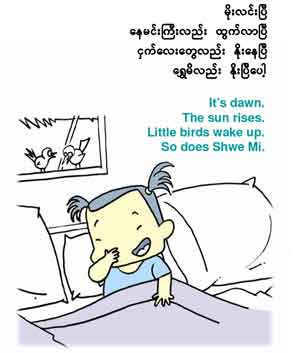 မိုးလင်းပြီ
နေမင်းကြီးလည်း ထွက်လာပြီ
ငှက်လေးတွေလည်း နိုးနေပြီ
ရွှေမိလည်း နိုးပြီပေါ့
It's dawn.
The sun rises.
Little birds wake up.
So does Shwe Mi.